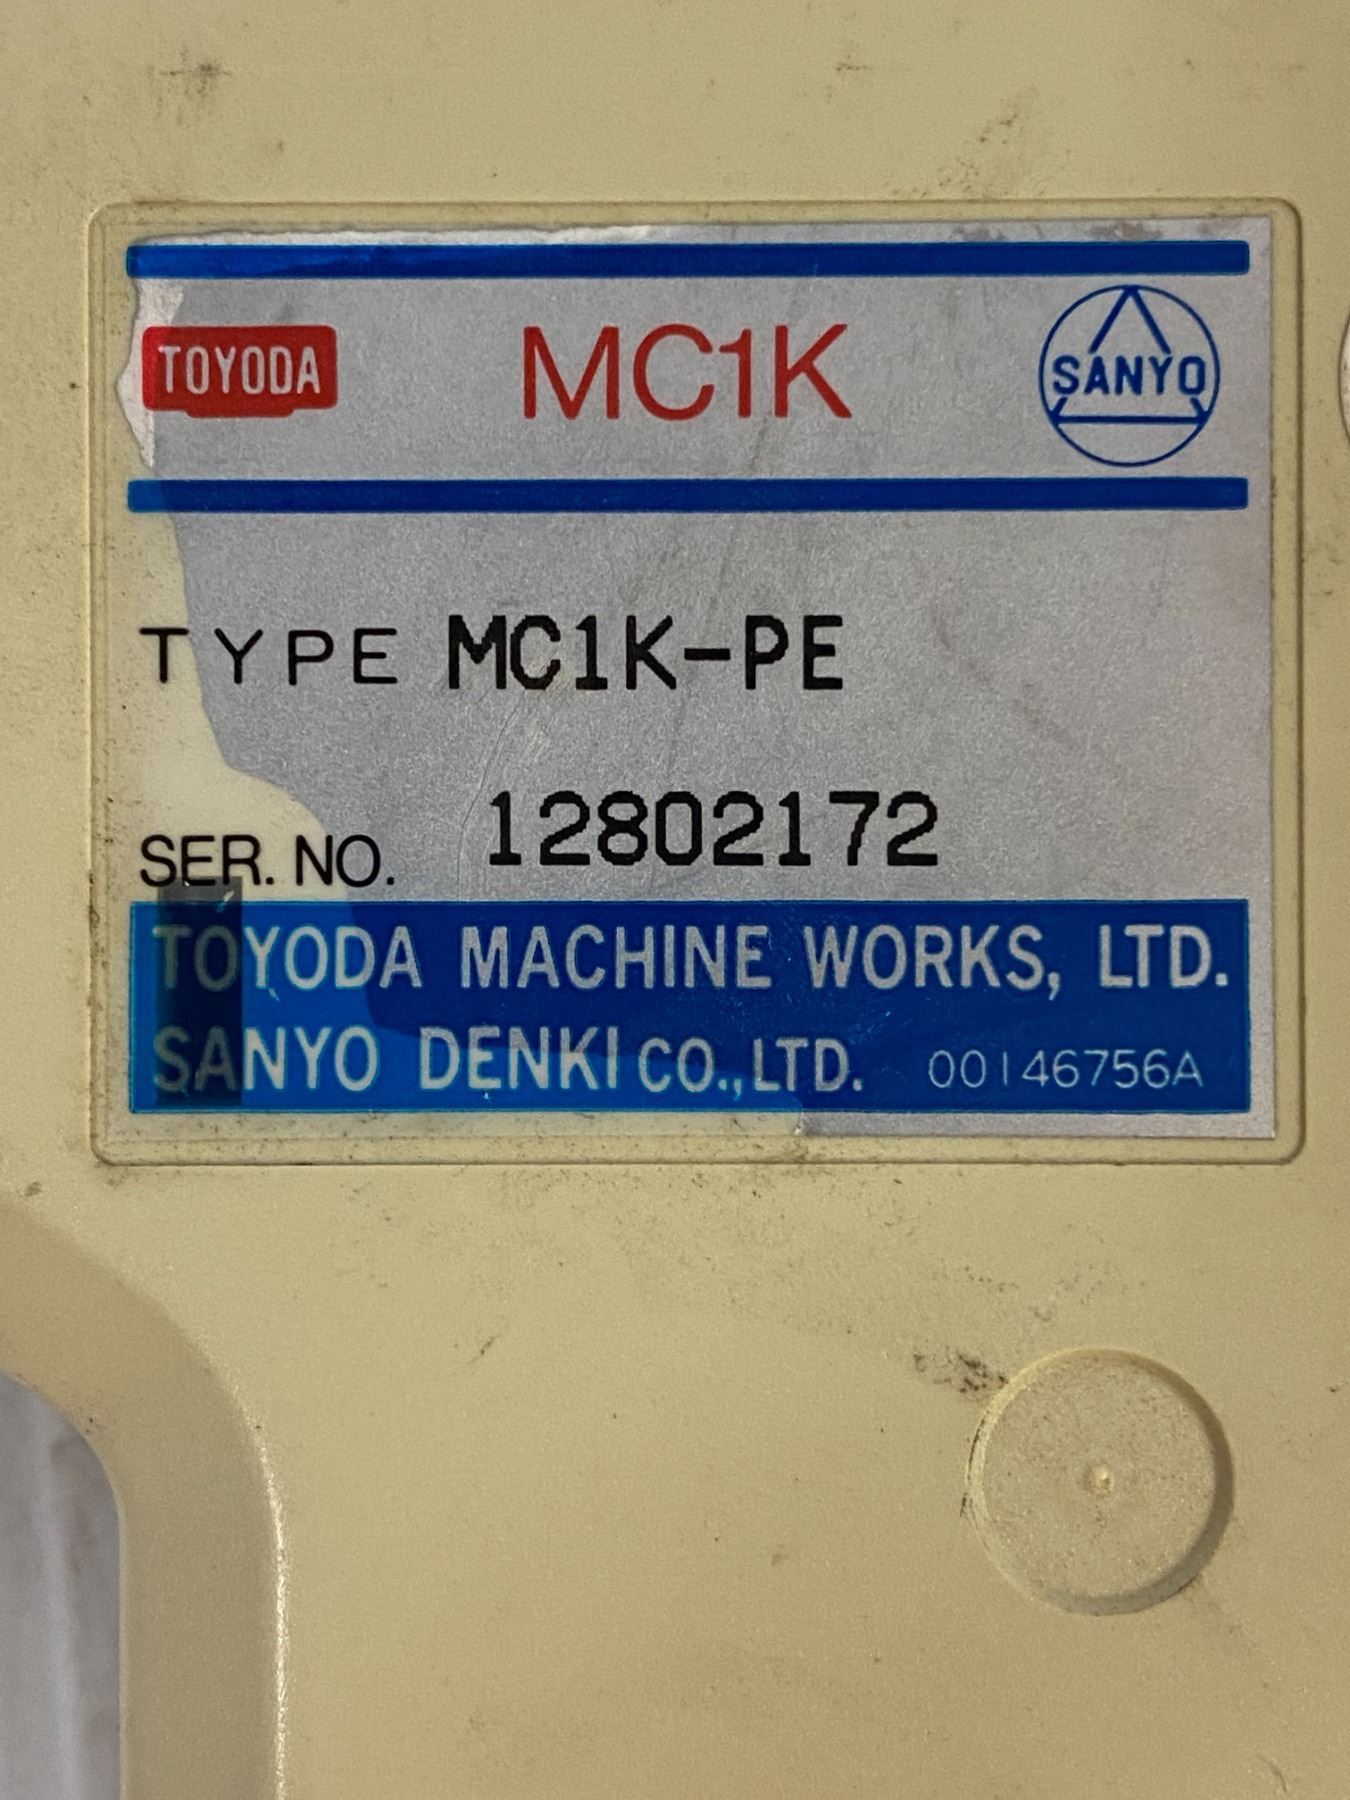 TOYODA MC1K SANYO
TYPE MC1K-PE
SER. NO. 12802172
TOYODA MACHINE WORKS, LTD.
SANYO DENKI CO., LTD. 00146756A